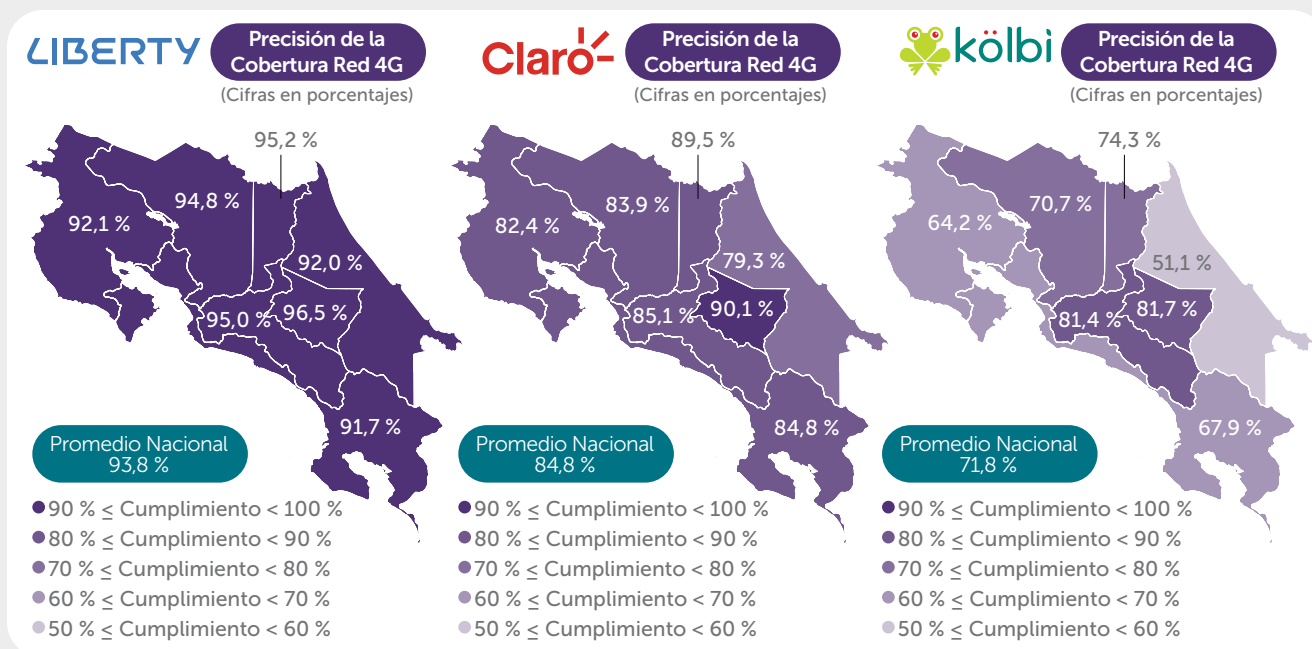 LIBERTY
Precisión de la
Cobertura Red 4G
(Cifras en porcentajes)
95,2 %
94,8 %
92,1 %
92,0 %
95,0 %
96,5 %
91,7 %
Promedio Nacional
93,8 %
90 % ≤ Cumplimiento < 100 %
80 % ≤ Cumplimiento < 90 %
70 % ≤ Cumplimiento < 80 %
60 % ≤ Cumplimiento < 70 %
50 % ≤ Cumplimiento < 60 %
Claro
Precisión de la
Cobertura Red 4G
(Cifras en porcentajes)
89,5 %
83,9 %
82,4 %
79,3 %
85,1 %
90,1 %
84,8 %
Promedio Nacional
84,8 %
90 % ≤ Cumplimiento < 100 %
80 % ≤ Cumplimiento < 90 %
70 % ≤ Cumplimiento < 80 %
60 % ≤ Cumplimiento < 70 %
50 % ≤ Cumplimiento < 60 %
kölbi
Precisión de la
Cobertura Red 4G
(Cifras en porcentajes)
74,3 %
70,7 %
64,2 %
51,1 %
81,4 %
81,7 %
67,9 %
Promedio Nacional
71,8 %
90 % ≤ Cumplimiento < 100 %
80 % ≤ Cumplimiento < 90 %
70 % ≤ Cumplimiento < 80 %
60 % ≤ Cumplimiento < 70 %
50 % ≤ Cumplimiento < 60 %